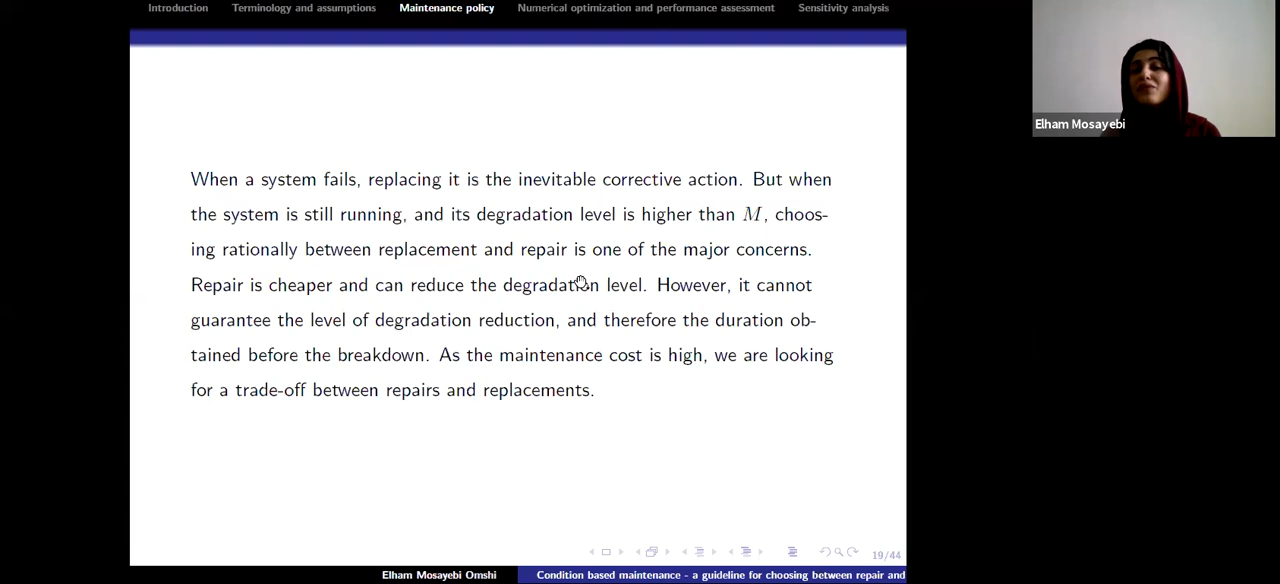 Introduction Terminology and assumptions Maintenance policy Numerical optimization and performance assessment Sensitivity analysis
Elham Mosayebi
When a system fails, replacing it is the inevitable corrective action. But when
the system is still running, and its degradation level is higher than M, choos-
ing rationally between replacement and repair is one of the major concerns.
Repair is cheaper and can reduce the degradation level. However, it cannot
guarantee the level of degradation reduction, and therefore the duration ob-
tained before the breakdown. As the maintenance cost is high, we are looking
for a trade-off between repairs and replacements.
19/44
Elham Mosayebi Omshi Condition based maintenance - a guideline for choosing between repair and